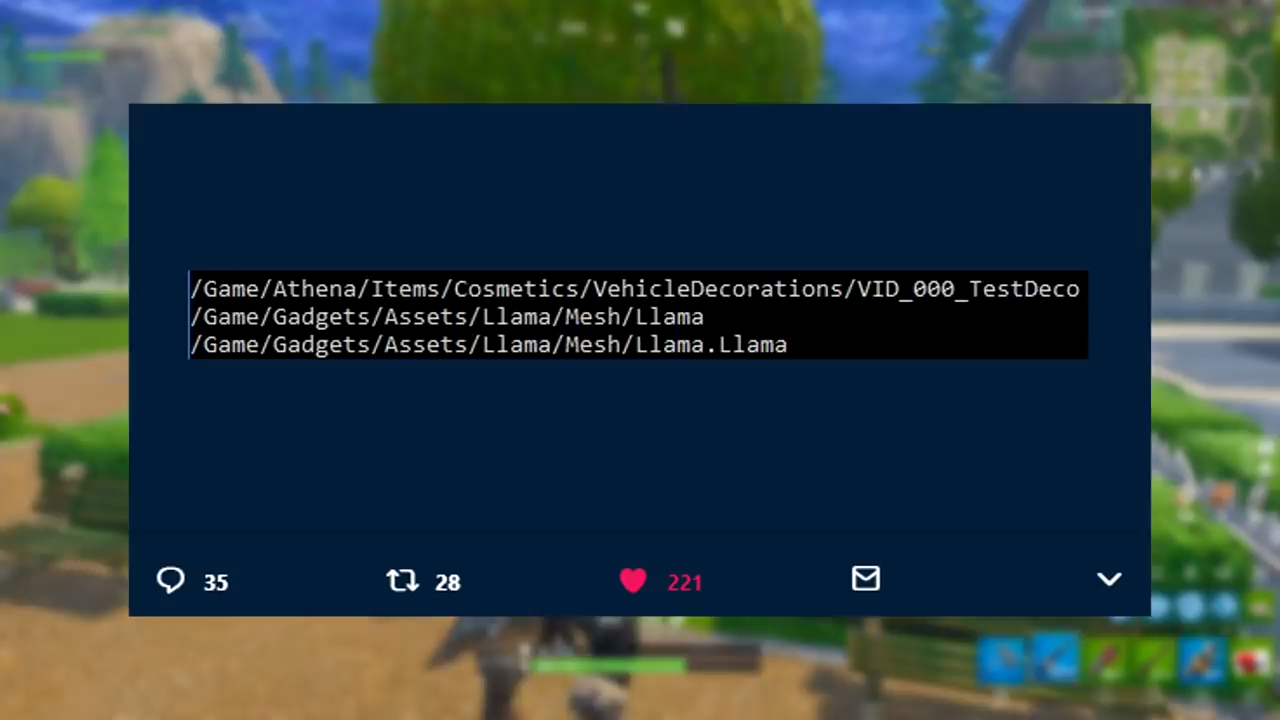 /Game/Athena/Items/Cosmetics/VehicleDecorations/VID_000_TestDeco
/Game/Gadgets/Assets/Llama/Mesh/Llama
/Game/Gadgets/Assets/Llama/Mesh/Llama.Llama
35 28 221